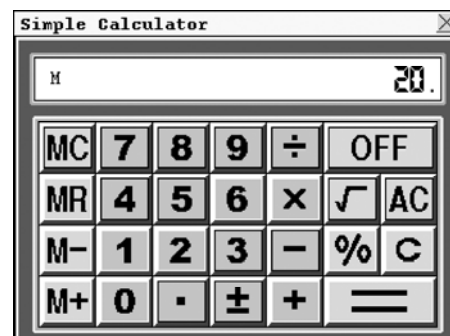 Simple Calculator
M 20.
MC 7 8 9 ÷ OFF
MR 4 5 6 × √ AC
M− 1 2 3 − % C
M+ 0 . ± + =